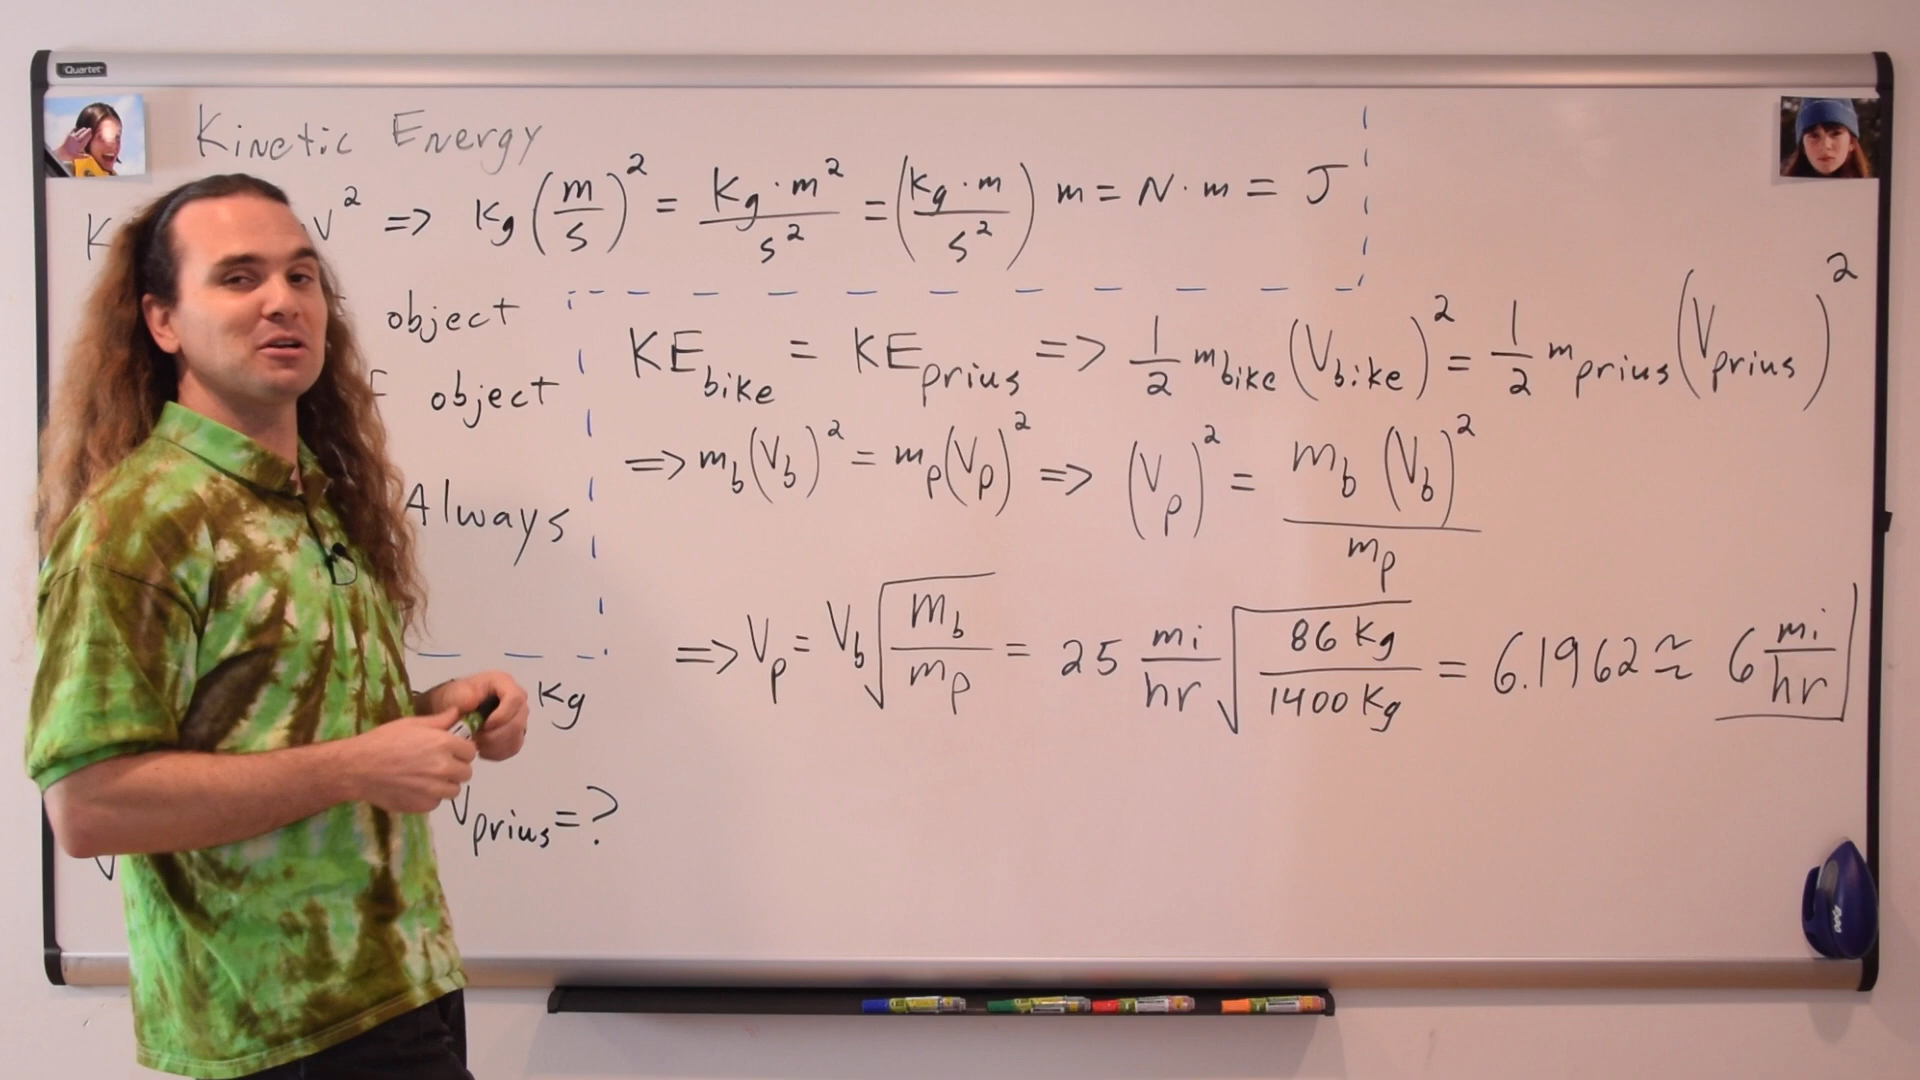 Quartet
Kinetic Energy
K v² => Kg (m/s)² = Kg·m²/s² = (Kg·m/s²) m = N·m = J
object
KE_bike = KE_prius => 1/2 m_bike (V_bike)² = 1/2 m_prius (V_prius)²
object
=> m_b (V_b)² = m_p (V_p)² => (V_p)² = m_b (V_b)² / m_p
Always
=> V_p = V_b √(m_b/m_p) = 25 mi/hr √(86 Kg/1400 Kg) = 6.1962 ≈ 6 mi/hr
Kg
V_prius = ?
expo